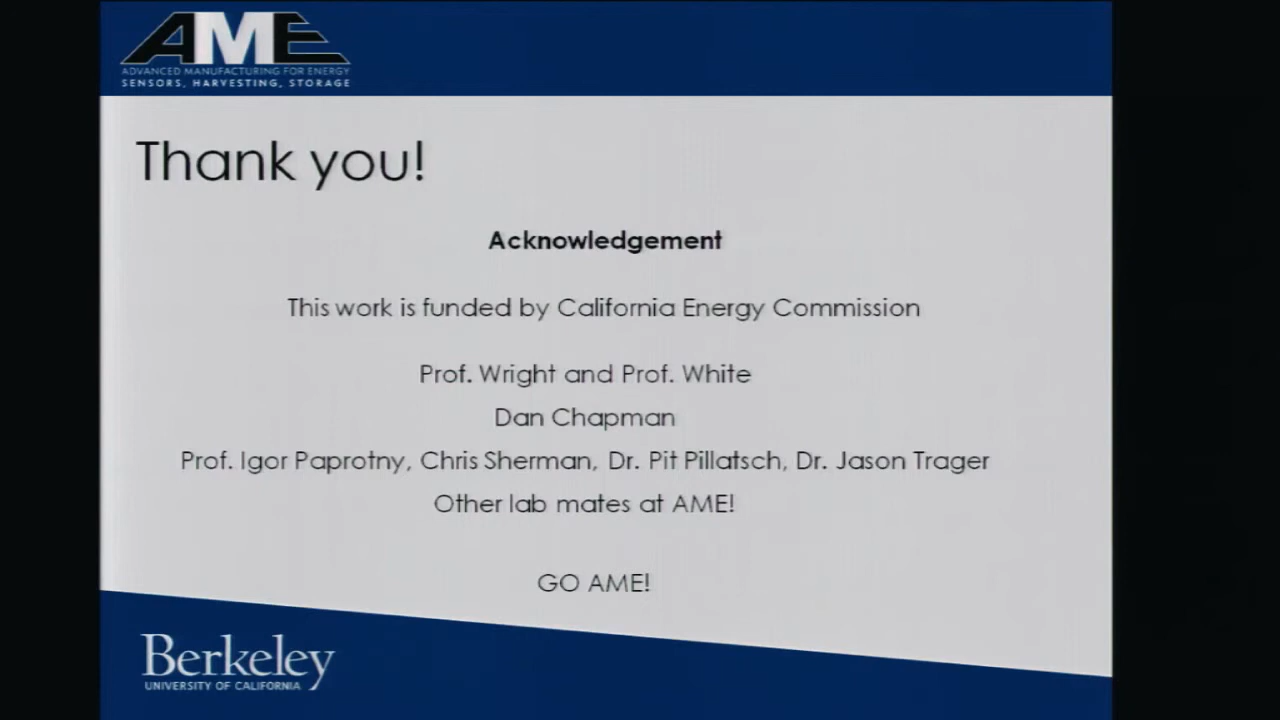 AME
ADVANCED MANUFACTURING FOR ENERGY
SENSORS, HARVESTING, STORAGE
Thank you!
Acknowledgement
This work is funded by California Energy Commission
Prof. Wright and Prof. White
Dan Chapman
Prof. Igor Paprotny, Chris Sherman, Dr. Pit Pillatsch, Dr. Jason Trager
Other lab mates at AME!
GO AME!
Berkeley
UNIVERSITY OF CALIFORNIA